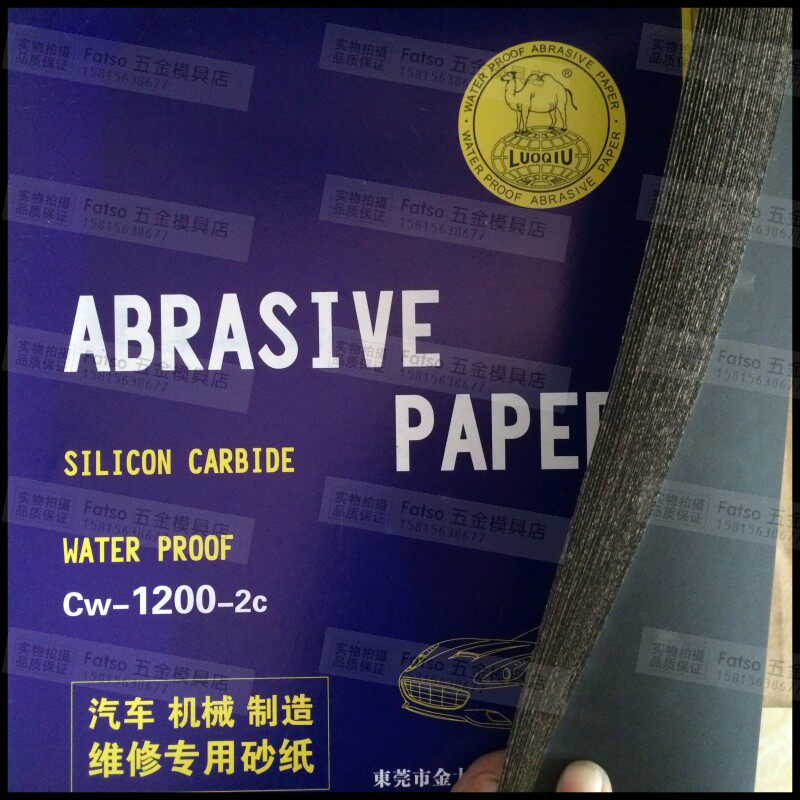 WATER PROOF ABRASIVE PAPER
®
LUOQIU
WATER PROOF ABRASIVE PAPER
ABRASIVE
PAPE
SILICON CARBIDE
WATER PROOF
Cw-1200-2c
汽车 机械 制造
维修专用砂纸
東莞市金
实物拍摄
品质保证
Fatso 五金模具店
15815638677